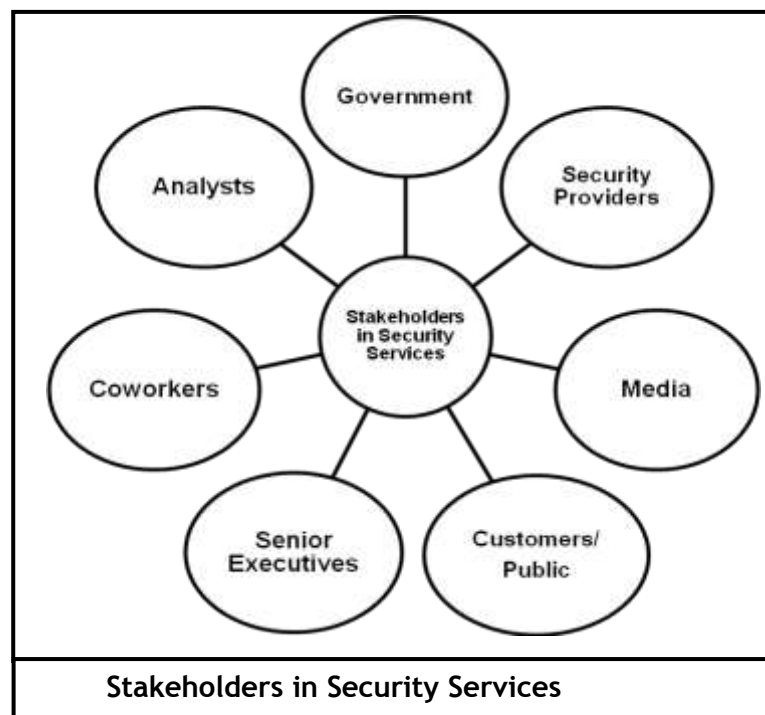 Government
Analysts
Security
Providers
Stakeholders
in Security
Services
Coworkers
Media
Senior
Executives
Customers/
Public
Stakeholders in Security Services